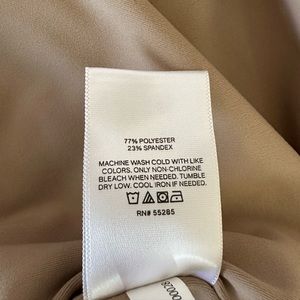 77% POLYESTER
23% SPANDEX
MACHINE WASH COLD WITH LIKE
COLORS. ONLY NON-CHLORINE
BLEACH WHEN NEEDED. TUMBLE
DRY LOW. COOL IRON IF NEEDED.
RN# 55285